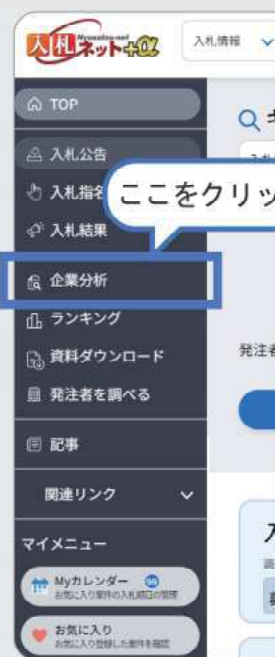 入札ネット+α
Nyusatsu-net
入札情報
TOP
入札公告
入札指名
ここをクリッ
入札結果
企業分析
ランキング
資料ダウンロード
発注者
発注者を調べる
記事
関連リンク
マイメニュー
Myカレンダー 99
お気に入り案件の入札期日の管理
お気に入り
お気に入り登録した案件を確認